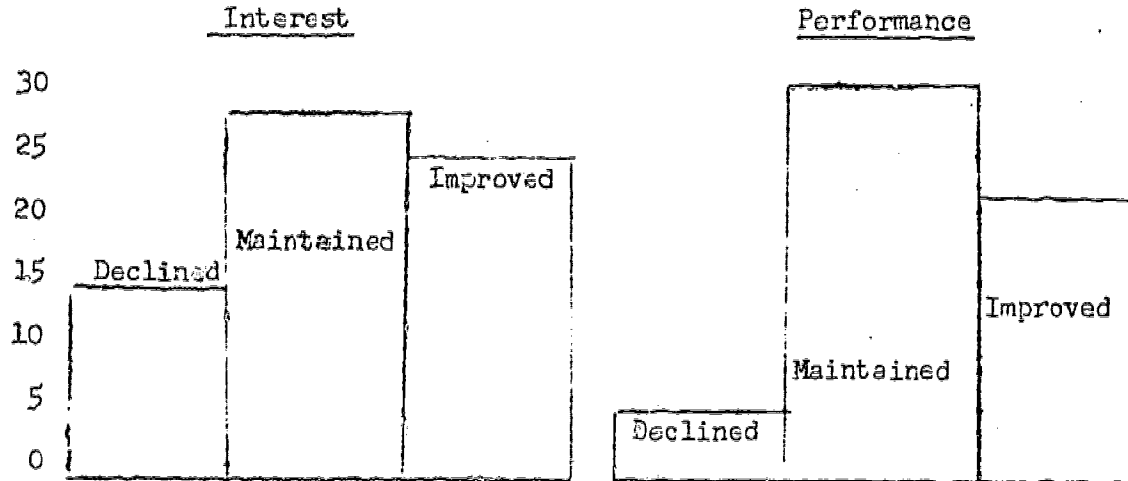 Interest
Performance
30
25
20
15
10
5
0
Declined
Maintained
Improved
Declined
Maintained
Improved